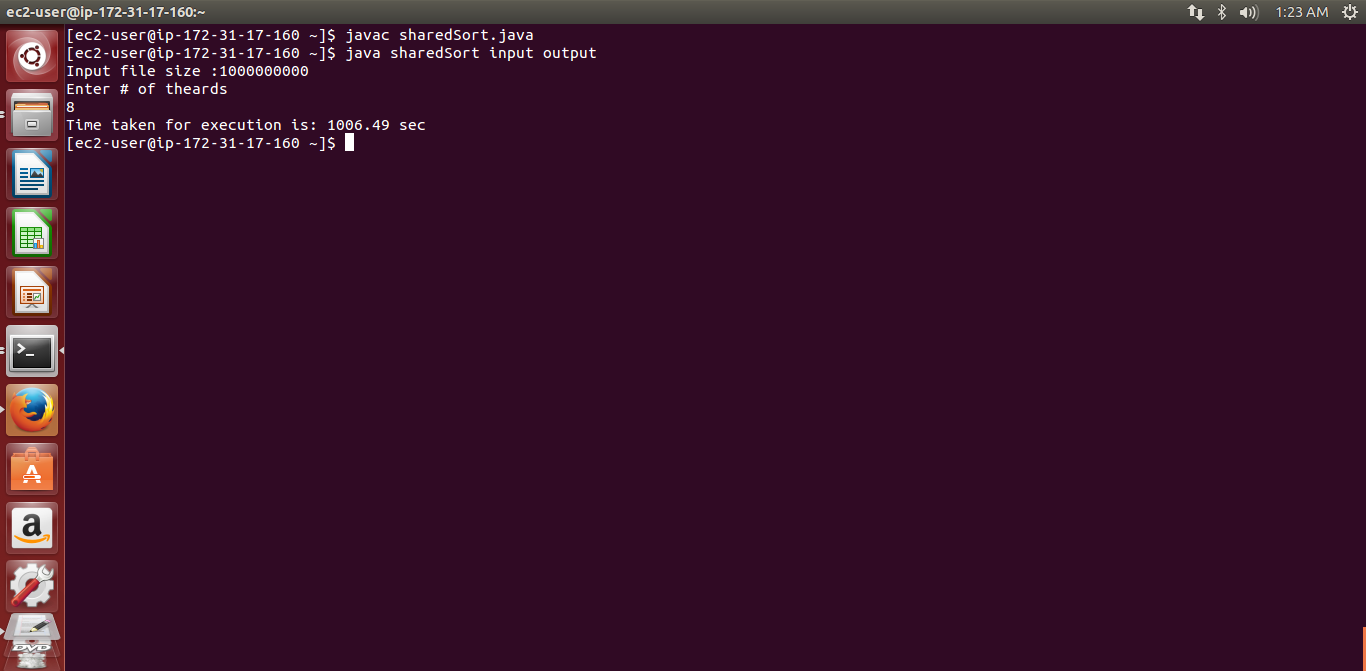 ec2-user@ip-172-31-17-160:~
1:23 AM
[ec2-user@ip-172-31-17-160 ~]$ javac sharedSort.java
[ec2-user@ip-172-31-17-160 ~]$ java sharedSort input output
Input file size :1000000000
Enter # of theards
8
Time taken for execution is: 1006.49 sec
[ec2-user@ip-172-31-17-160 ~]$
>_
A
a
DVD